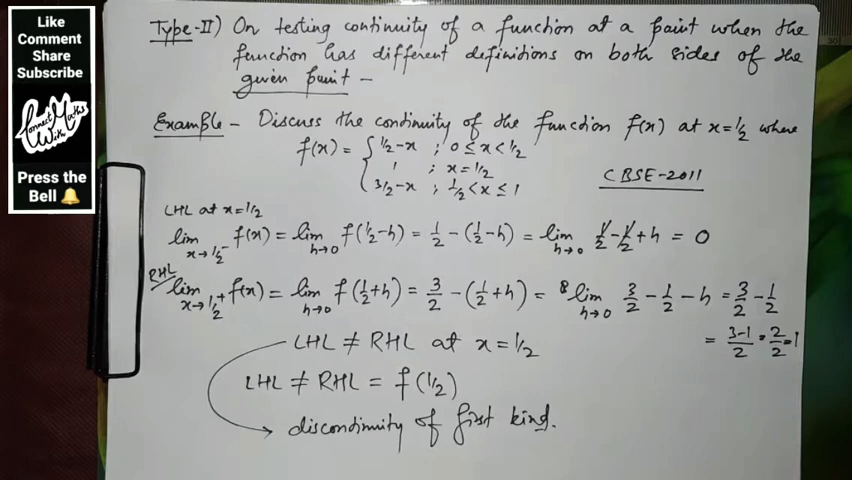 Like
Comment
Share
Subscribe
Connect
With
Maths
Press the
Bell 🔔
Type-II) On testing continuity of a function at a point when the
function has different definitions on both sides of the
given point -
Example - Discuss the continuity of the function f(x) at x=1/2 where
f(x) = { 1/2-x ; 0 ≤ x < 1/2
1 ; x=1/2
3/2-x ; 1/2 < x ≤ 1
CBSE-2011
LHL at x=1/2
lim x→1/2⁻ f(x) = lim h→0 f(1/2-h) = 1/2 - (1/2-h) = lim h→0 1/2 - 1/2 + h = 0
RHL
lim x→1/2+ f(x) = lim h→0 f(1/2+h) = 3/2 - (1/2+h) = lim h→0 3/2 - 1/2 - h = 3/2 - 1/2
= 3-1/2 = 2/2 = 1
LHL ≠ RHL at x=1/2
LHL ≠ RHL = f(1/2)
discontinuity of first kind.